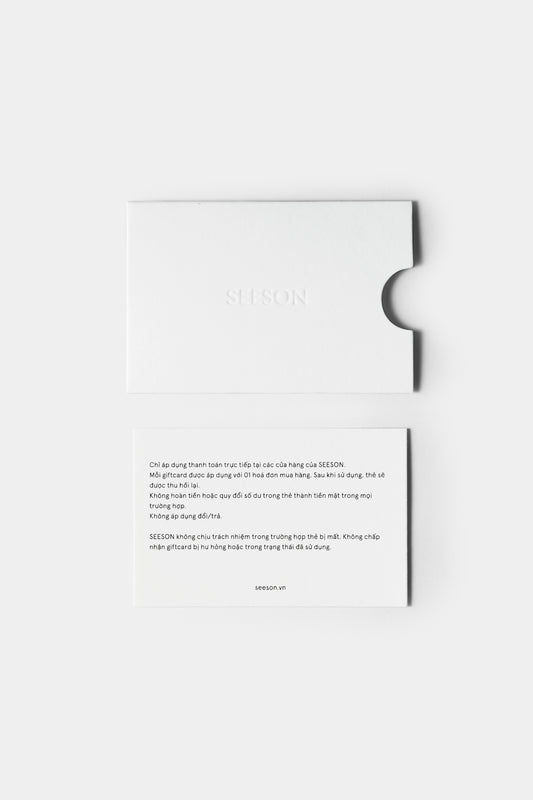 SEESON
Chỉ áp dụng thanh toán trực tiếp tại các cửa hàng của SEESON.
Mỗi giftcard được áp dụng với 01 hoá đơn mua hàng. Sau khi sử dụng, thẻ sẽ
được thu hồi lại.
Không hoàn tiền hoặc quy đổi số dư trong thẻ thành tiền mặt trong mọi
trường hợp.
Không áp dụng đổi/trả.
SEESON không chịu trách nhiệm trong trường hợp thẻ bị mất. Không chấp
nhận giftcard bị hư hỏng hoặc trong trạng thái đã sử dụng.
seeson.vn